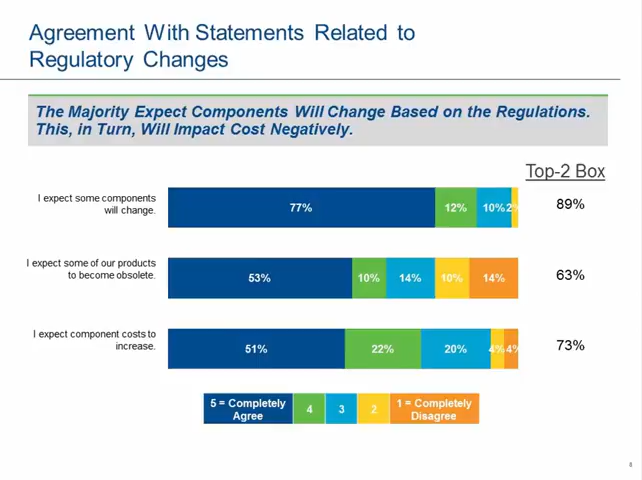 Agreement With Statements Related to
Regulatory Changes
The Majority Expect Components Will Change Based on the Regulations.
This, in Turn, Will Impact Cost Negatively.
Top-2 Box
I expect some components
will change.
77% 12% 10% 2% 89%
I expect some of our products
to become obsolete.
53% 10% 14% 10% 14% 63%
I expect component costs to
increase.
51% 22% 20% 4% 4% 73%
5 = Completely
Agree
4 3 2
1 = Completely
Disagree